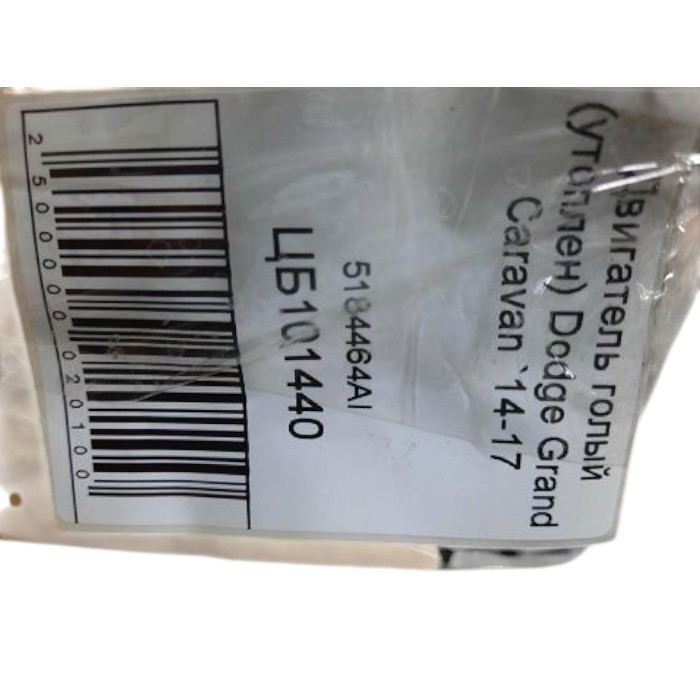 Двигатель голый
(утоплен) Dodge Grand
Caravan `14-17
5184464AI
ЦБ101440
2500000020100